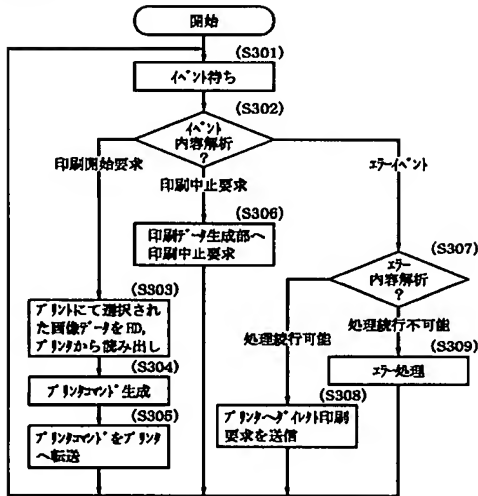 開始
(S301)
イベント待ち
(S302)
イベント
内容解析
?
印刷開始要求
エラーイベント
印刷中止要求
(S306)
印刷データ生成部へ
印刷中止要求
(S307)
エラー
内容解析
?
(S303)
プリントにて選択され
た画像データをHD,
プリンタから読み出し
処理続行可能
処理続行不可能
(S309)
エラー処理
(S304)
プリンタコマンド生成
(S308)
プリンタへダイレクト印刷
要求を送信
(S305)
プリンタコマンドをプリンタ
へ転送